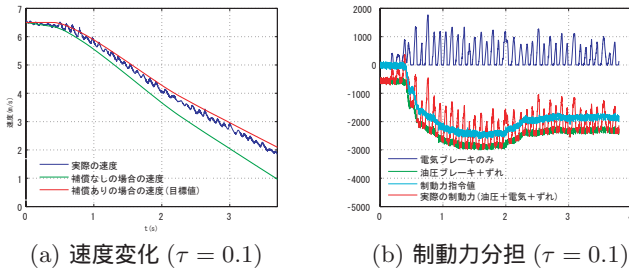 7
6
5
4
3
2
1
0
速度(m/s)
0
1
2
3
t(s)
実際の速度
補償なしの場合の速度
補償ありの場合の速度(目標値)
2000
1000
0
-1000
-2000
-3000
-4000
-5000
0
1
2
3
4
電気ブレーキのみ
油圧ブレーキ+ずれ
制動力指令値
実際の制動力(油圧+電気+ずれ)
(a) 速度変化 (τ = 0.1)
(b) 制動力分担 (τ = 0.1)